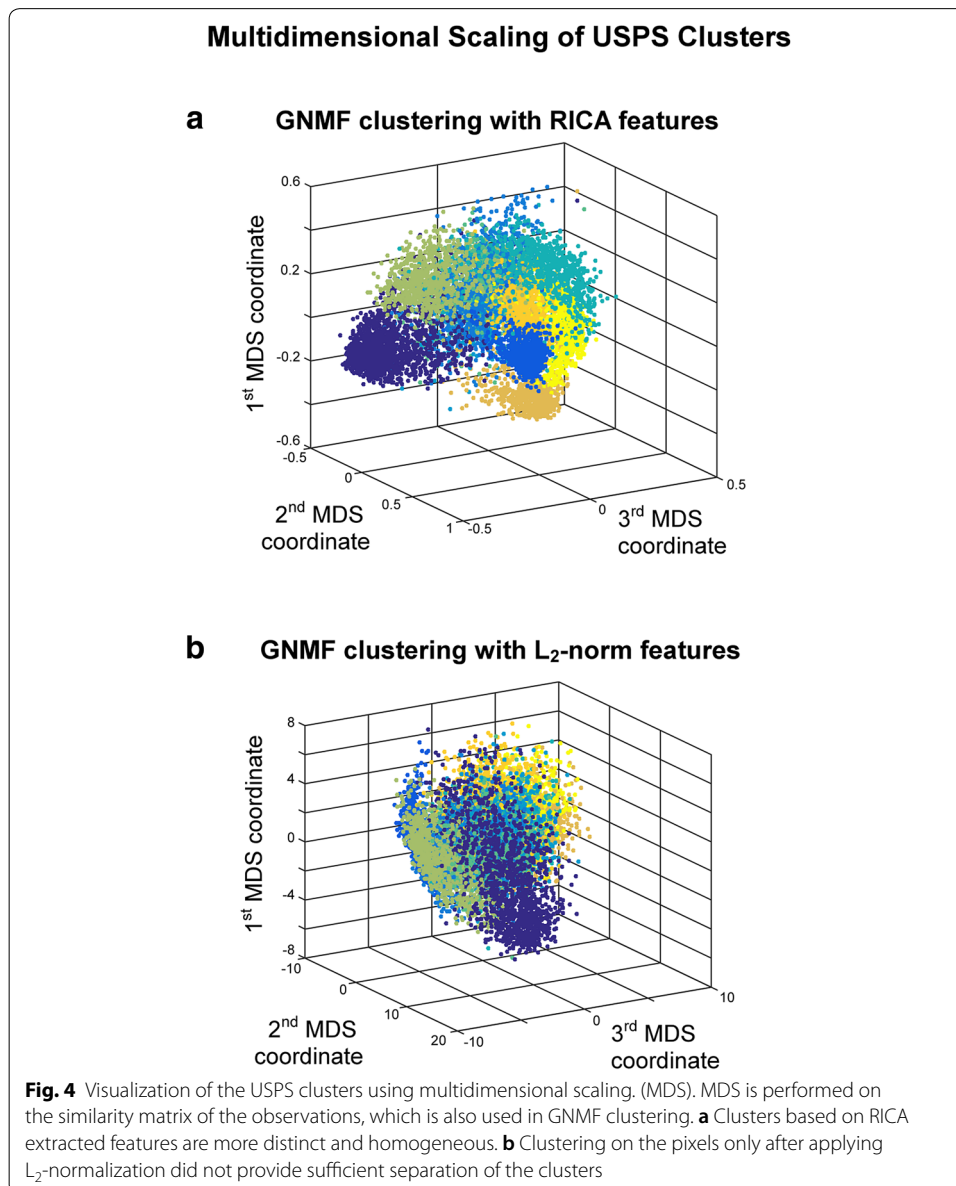 Multidimensional Scaling of USPS Clusters
a GNMF clustering with RICA features
0.6
0.2
-0.2
-0.6
1st MDS coordinate
-0.5
0
0.5
1
2nd MDS
coordinate
-0.5
0
0.5
3rd MDS
coordinate
b GNMF clustering with L2-norm features
8
4
0
-4
-8
1st MDS coordinate
-10
0
10
20
2nd MDS
coordinate
-10
0
10
3rd MDS
coordinate
Fig. 4 Visualization of the USPS clusters using multidimensional scaling. (MDS). MDS is performed on
the similarity matrix of the observations, which is also used in GNMF clustering. a Clusters based on RICA
extracted features are more distinct and homogeneous. b Clustering on the pixels only after applying
L2-normalization did not provide sufficient separation of the clusters